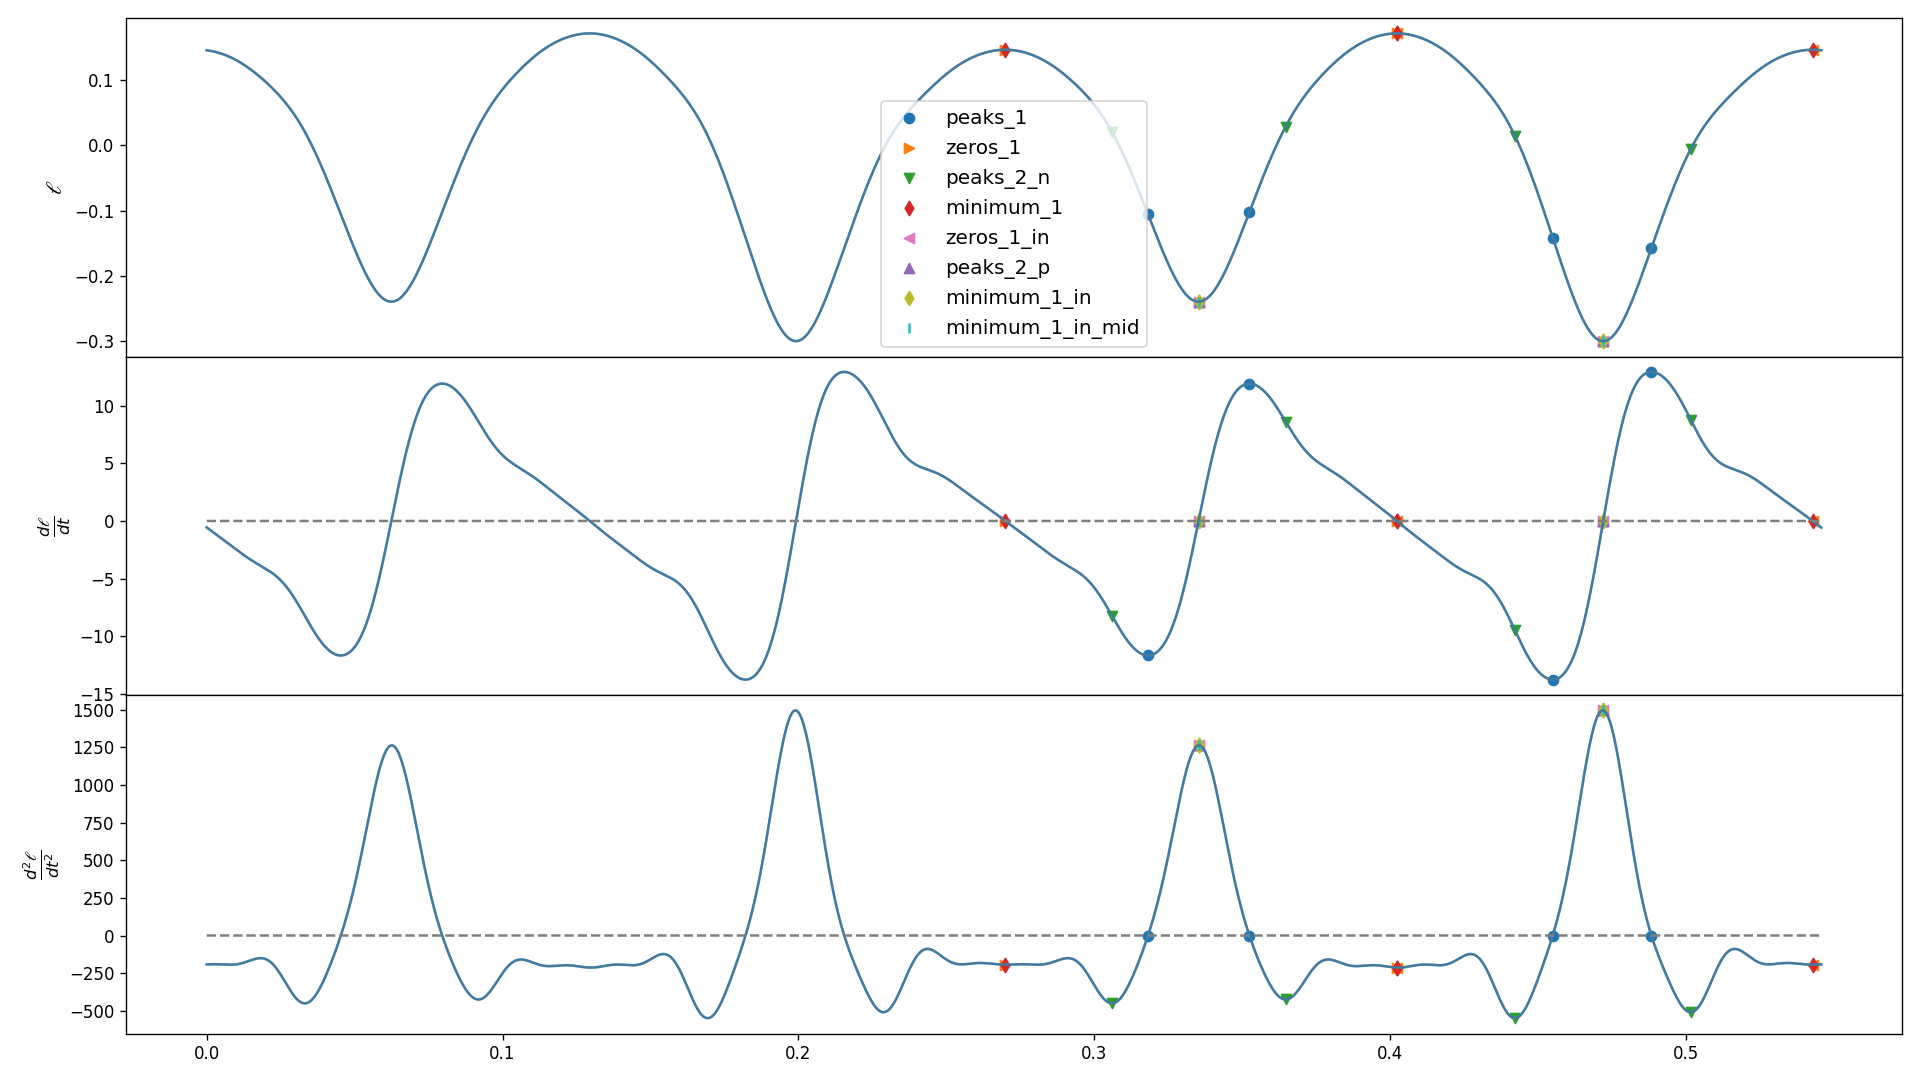 0.1
0.0
−0.1
−0.2
−0.3
ℓ
peaks_1
zeros_1
peaks_2_n
minimum_1
zeros_1_in
peaks_2_p
minimum_1_in
minimum_1_in_mid
10
5
0
−5
−10
−15
dℓ
dt
1500
1250
1000
750
500
250
0
−250
−500
d²ℓ
dt²
0.0 0.1 0.2 0.3 0.4 0.5